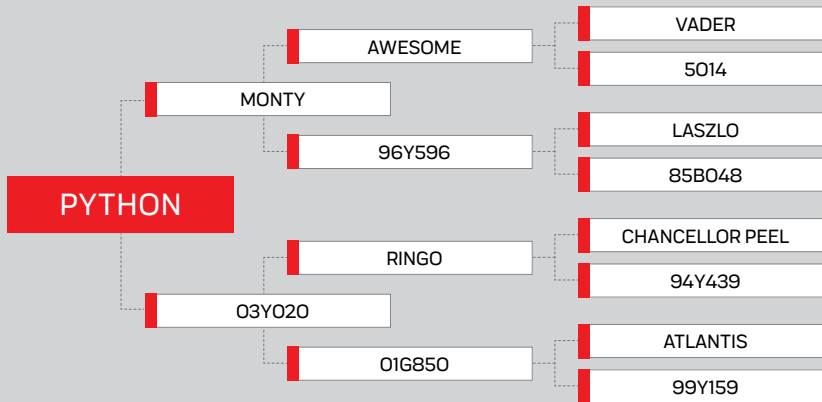 VADER
AWESOME
5014
MONTY
LASZLO
96Y596
85B048
PYTHON
CHANCELLOR PEEL
RINGO
94Y439
03Y020
ATLANTIS
01G850
99Y159